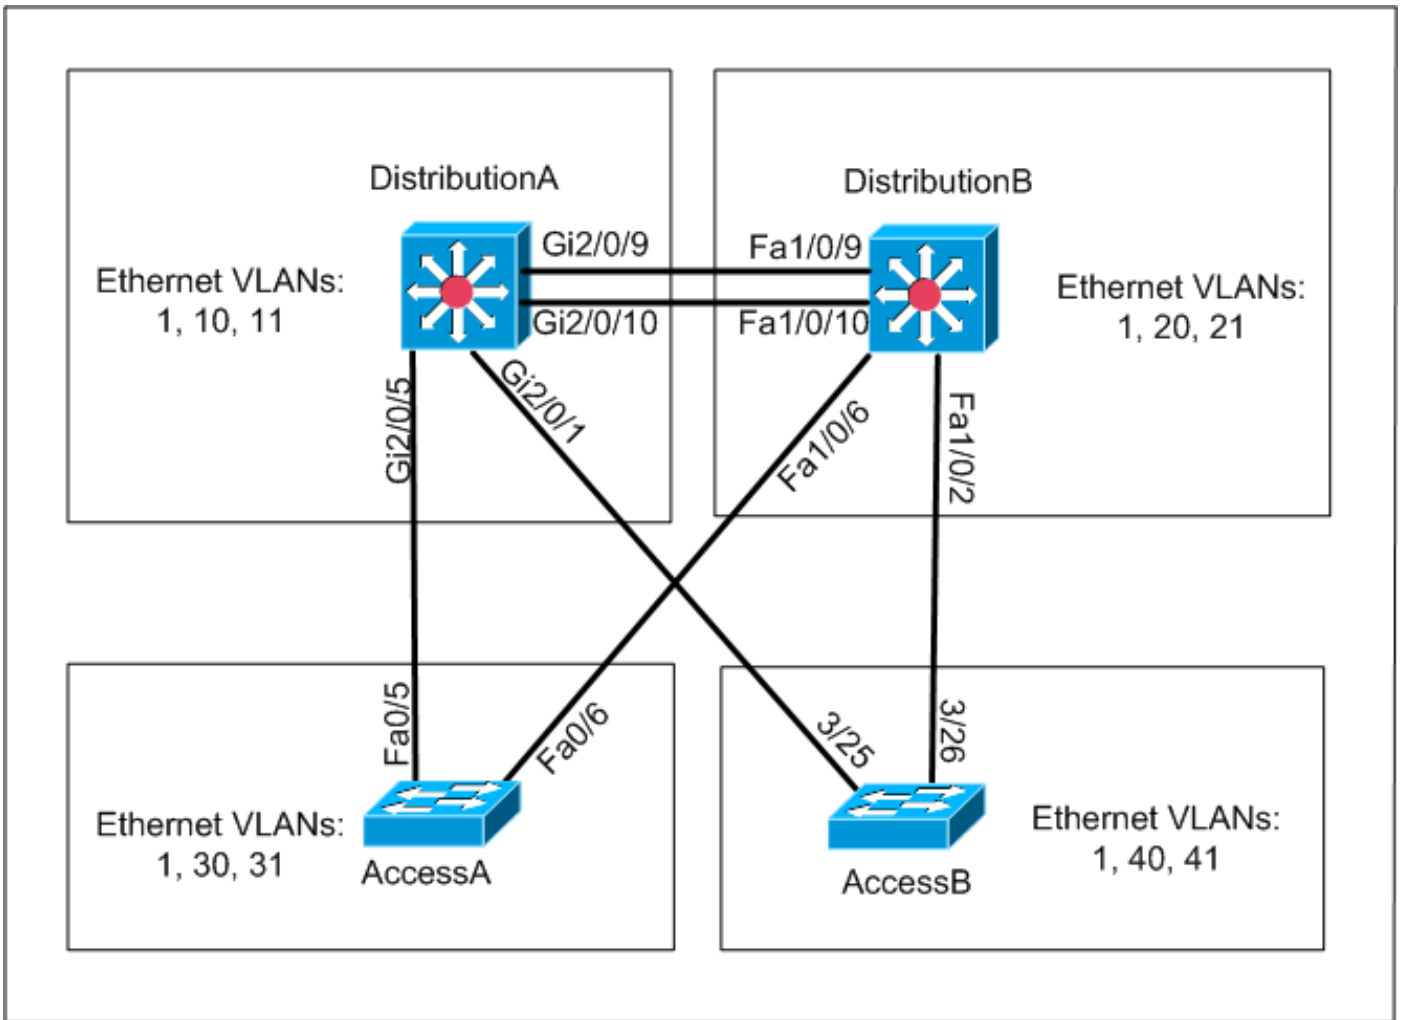 DistributionA
DistributionB
Gi2/0/9
Fa1/0/9
Ethernet VLANs:
1, 10, 11
Ethernet VLANs:
1, 20, 21
Gi2/0/10
Fa1/0/10
Gi2/0/5
Gi2/0/1
Fa1/0/6
Fa1/0/2
Fa0/5
Fa0/6
3/25
3/26
Ethernet VLANs:
1, 30, 31
AccessA
AccessB
Ethernet VLANs:
1, 40, 41